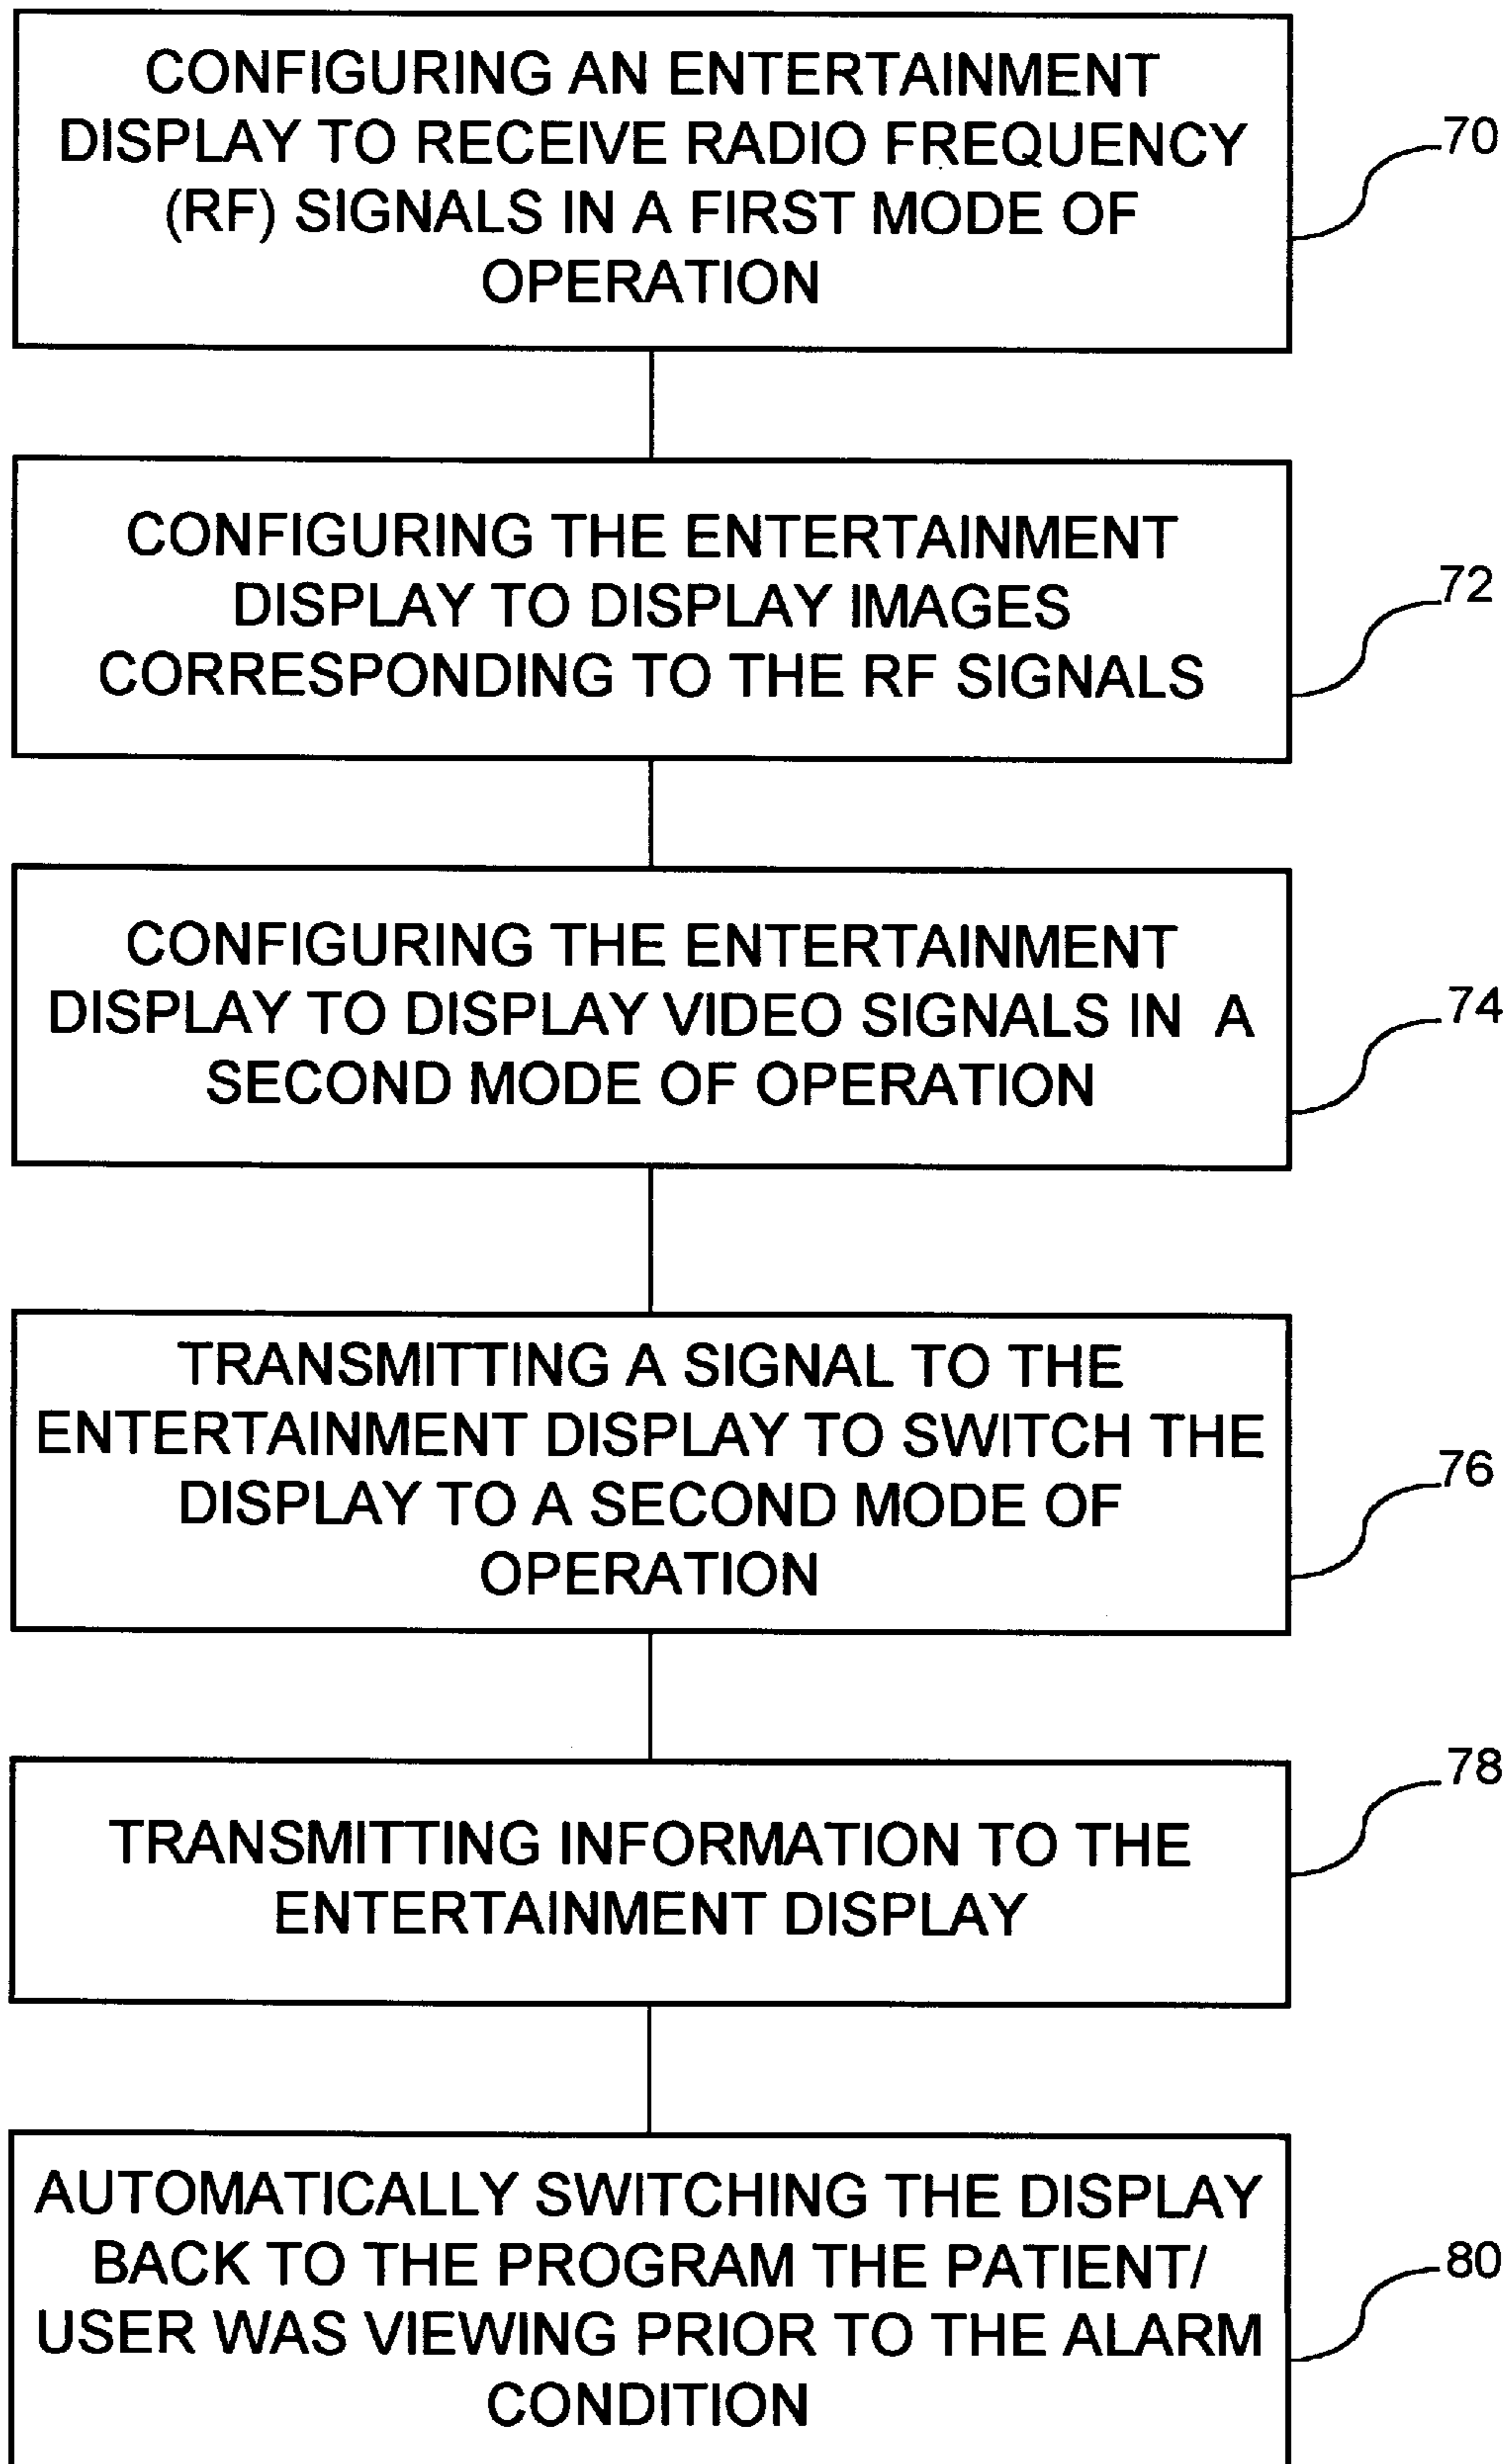 CONFIGURING AN ENTERTAINMENT
DISPLAY TO RECEIVE RADIO FREQUENCY
(RF) SIGNALS IN A FIRST MODE OF
OPERATION
70
CONFIGURING THE ENTERTAINMENT
DISPLAY TO DISPLAY IMAGES
CORRESPONDING TO THE RF SIGNALS
72
CONFIGURING THE ENTERTAINMENT
DISPLAY TO DISPLAY VIDEO SIGNALS IN A
SECOND MODE OF OPERATION
74
TRANSMITTING A SIGNAL TO THE
ENTERTAINMENT DISPLAY TO SWITCH THE
DISPLAY TO A SECOND MODE OF
OPERATION
76
TRANSMITTING INFORMATION TO THE
ENTERTAINMENT DISPLAY
78
AUTOMATICALLY SWITCHING THE DISPLAY
BACK TO THE PROGRAM THE PATIENT/
USER WAS VIEWING PRIOR TO THE ALARM
CONDITION
80